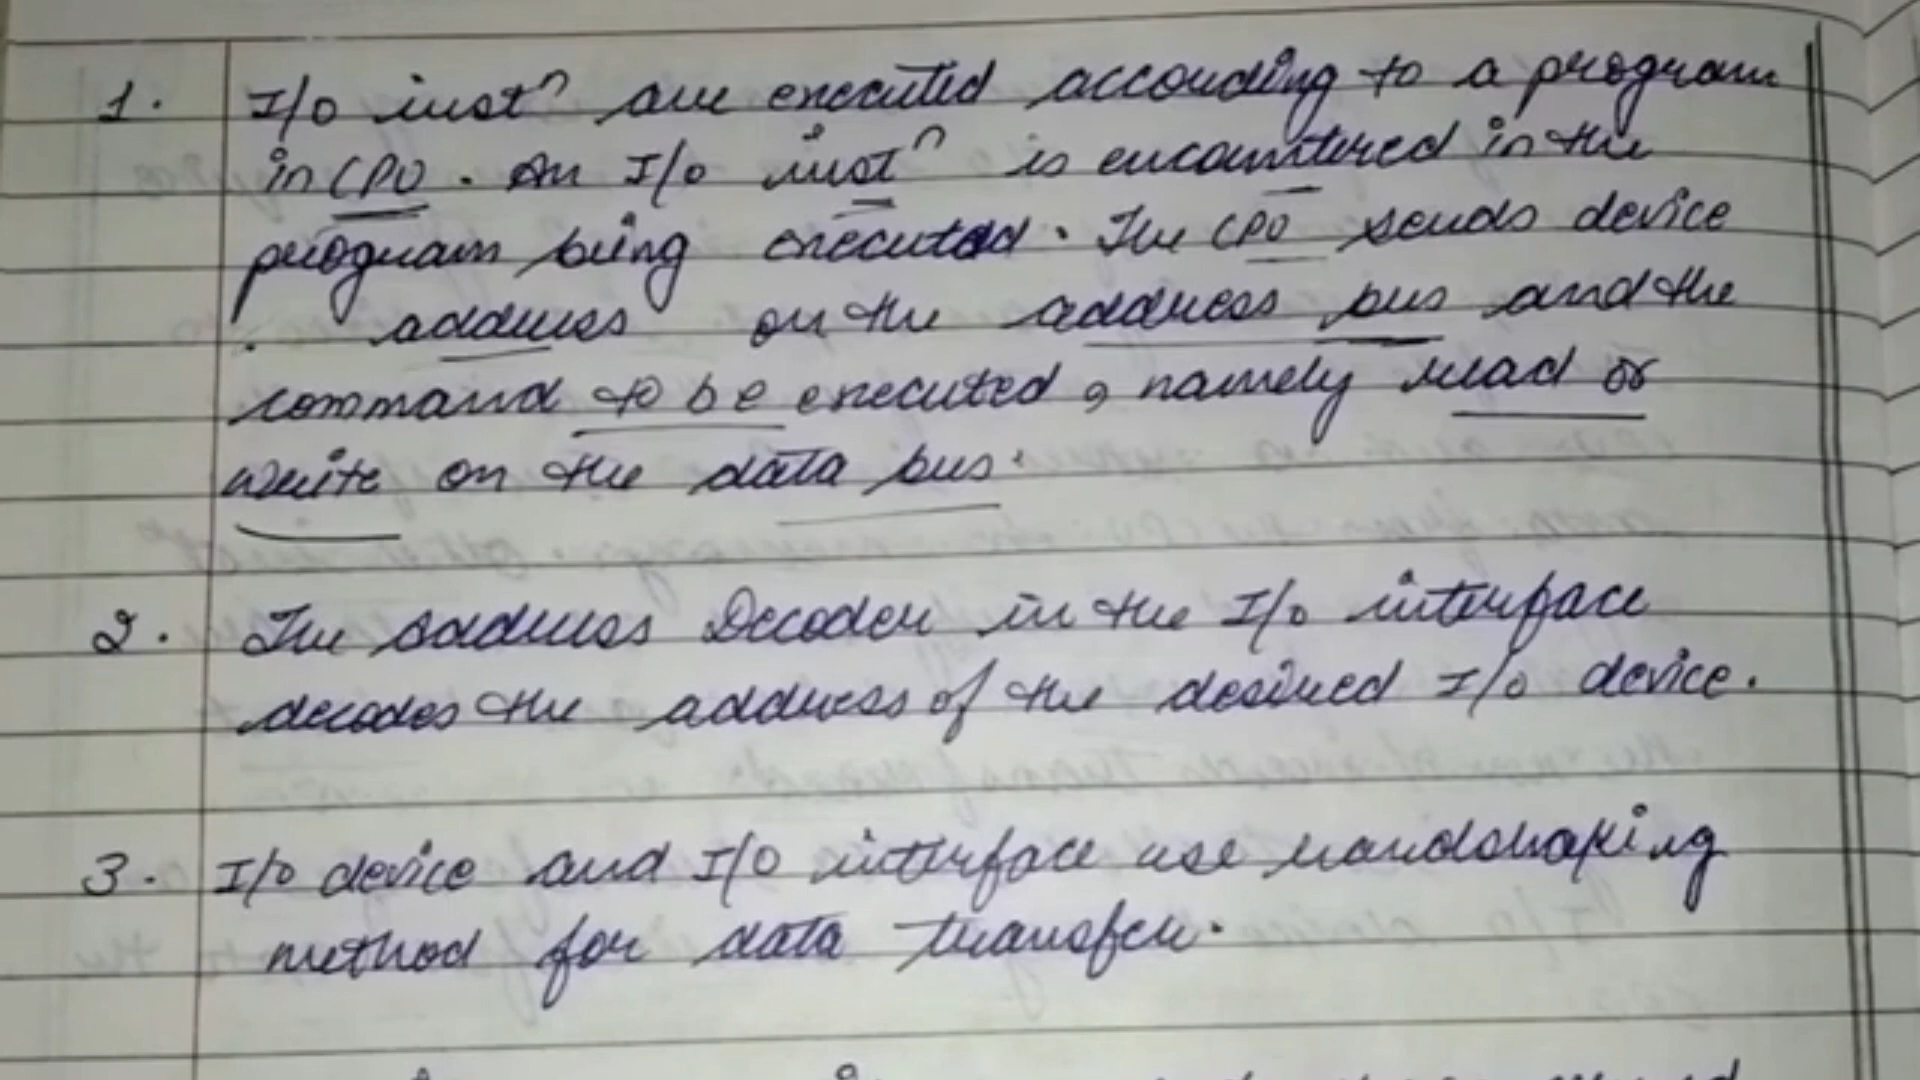 1. I/O instⁿ are executed according to a program
in CPU. An I/O instⁿ is encountered in the
program being executed. The CPU sends device
address on the address bus and the
command to be executed, namely read or
write on the data bus.
2. The address Decoder in the I/O interface
decodes the address of the desired I/O device.
3. I/O device and I/O interface use handshaking
method for data transfer.